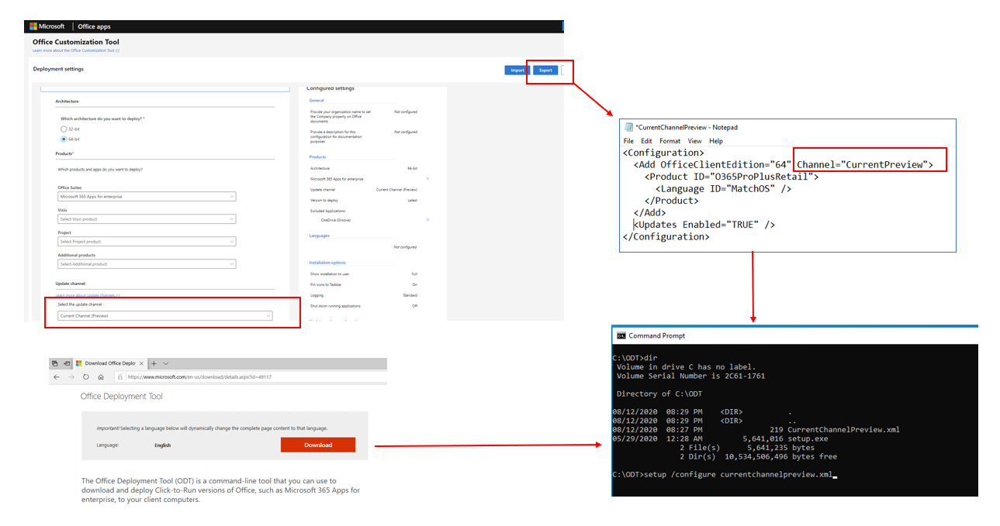 Microsoft | Office apps
Office Customization Tool
Learn more about the Office Customization Tool
Deployment settings
Import
Export
Architecture
Which architecture do you want to deploy? *
32-bit
64-bit
Products*
Which products and apps do you want to deploy?
Office Suites
Microsoft 365 Apps for enterprise
Visio
Select Visio product
Project
Select Project product
Additional products
Select Additional product
Update channel
Learn more about update channels
Select the update channel
Current Channel (Preview)
Configured settings
General
Provide your organization name to set
the Company property on Office
documents
Not configured
Provide a description for this
configuration for documentation
purposes
Not configured
Products
Architecture 64-bit
Microsoft 365 Apps for enterprise
Update channel Current Channel (Preview)
Version to deploy Latest
Excluded Applications:
OneDrive (Groove)
Languages
Not configured
Installation options
Show installation to user Full
Pin icons to Taskbar On
Logging Standard
Shut down running applications Off
*CurrentChannelPreview - Notepad
File Edit Format View Help
<Configuration>
<Add OfficeClientEdition="64" Channel="CurrentPreview">
<Product ID="O365ProPlusRetail">
<Language ID="MatchOS" />
</Product>
</Add>
<Updates Enabled="TRUE" />
</Configuration>
Download Office Deplo
https://www.microsoft.com/en-us/download/details.aspx?id=49117
Office Deployment Tool
Important! Selecting a language below will dynamically change the complete page content to that language.
Language: English Download
The Office Deployment Tool (ODT) is a command-line tool that you can use to
download and deploy Click-to-Run versions of Office, such as Microsoft 365 Apps for
enterprise, to your client computers.
Command Prompt
C:\ODT>dir
Volume in drive C has no label.
Volume Serial Number is 2C61-1761
Directory of C:\ODT
08/12/2020 08:29 PM <DIR> .
08/12/2020 08:29 PM <DIR> ..
08/12/2020 08:27 PM 219 CurrentChannelPreview.xml
05/29/2020 12:28 AM 5,641,016 setup.exe
2 File(s) 5,641,235 bytes
2 Dir(s) 10,534,506,496 bytes free
C:\ODT>setup /configure currentchannelpreview.xml